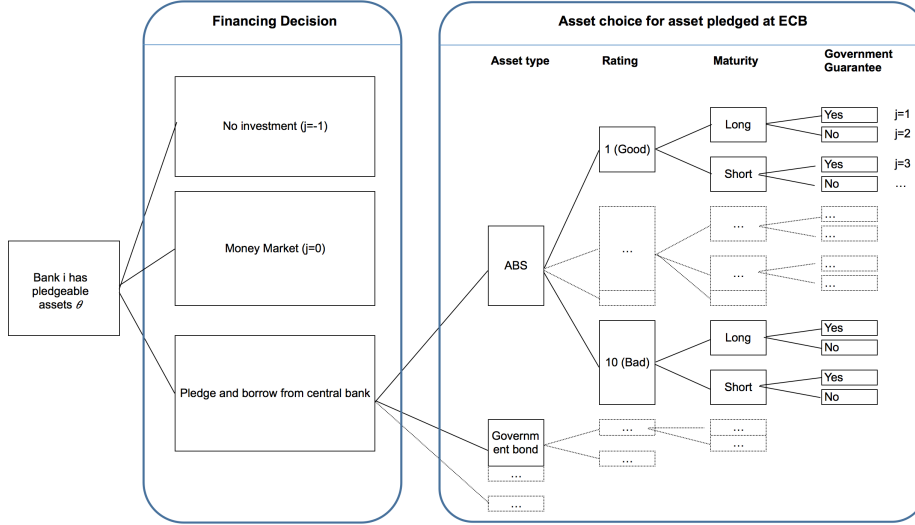 Financing Decision
Asset choice for asset pledged at ECB
Asset type
Rating
Maturity
Government
Guarantee
No investment (j=-1)
Money Market (j=0)
Bank i has
pledgeable
assets θ
Pledge and borrow from central bank
ABS
Governm
ent bond
…
…
1 (Good)
…
10 (Bad)
…
…
Long
Short
…
…
Long
Short
…
…
Yes
j=1
No
j=2
Yes
j=3
No
…
…
…
…
…
Yes
No
Yes
No